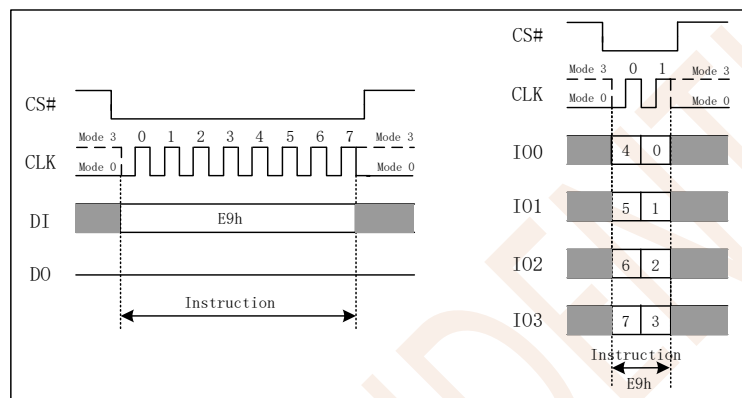 CS#
Mode 3 0 1 2 3 4 5 6 7 Mode 3
CLK
Mode 0 Mode 0
DI E9h
DO
Instruction
CS#
Mode 3 0 1 Mode 3
CLK
Mode 0 Mode 0
IO0 4 0
IO1 5 1
IO2 6 2
IO3 7 3
Instruction
E9h